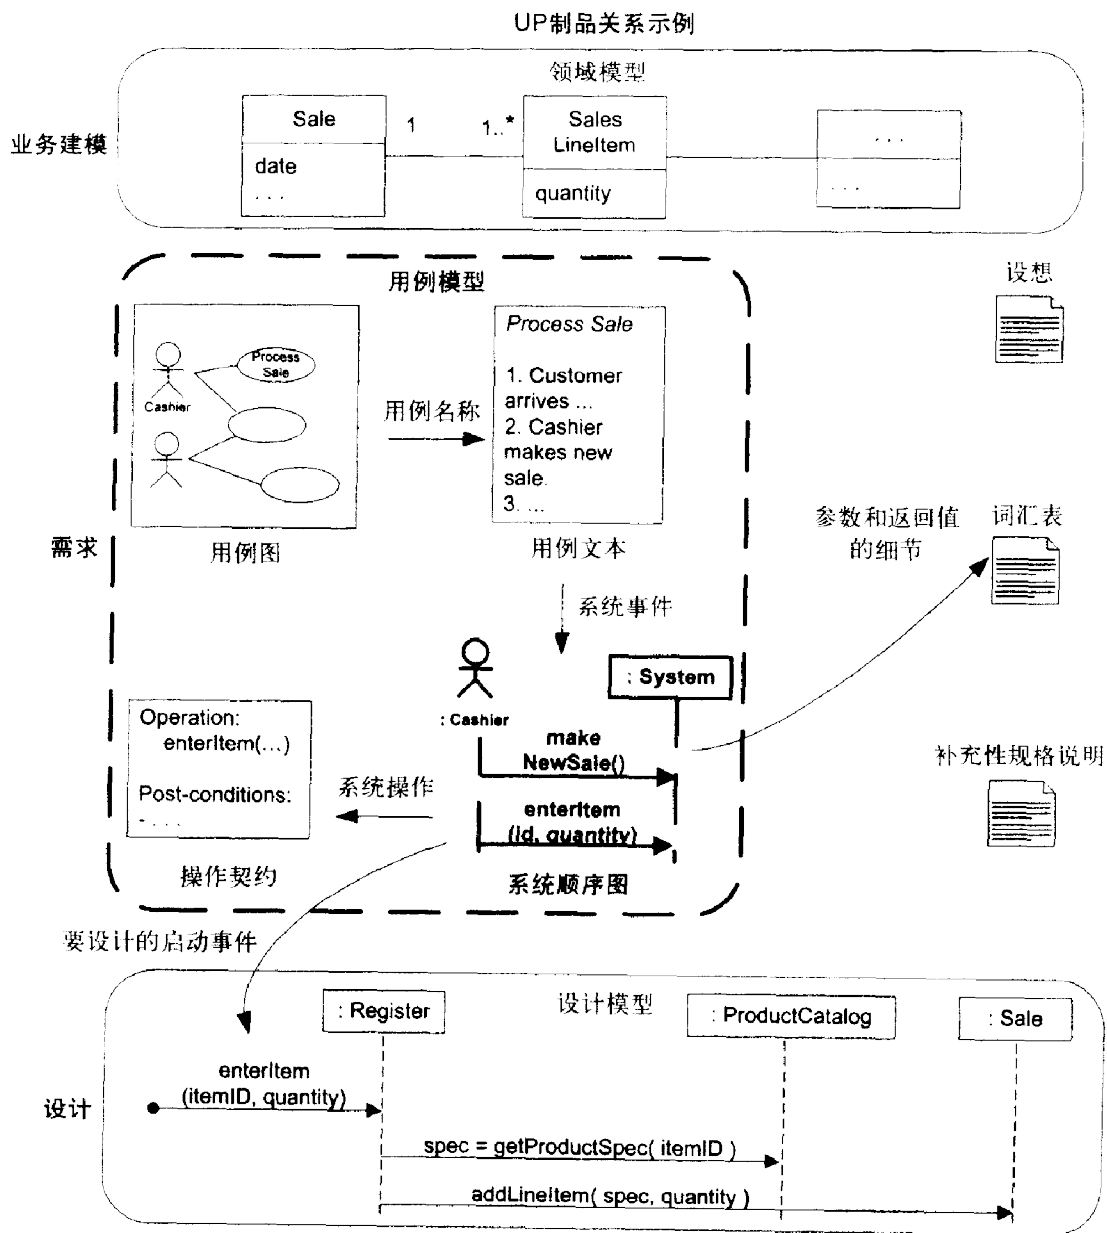 UP制品关系示例
领域模型
业务建模
Sale
1
1..*
Sales
LineItem
. . .
date
. . .
quantity
. . .
用例模型
设想
Process
Sale
Cashier
用例名称
Process Sale
1. Customer
arrives ...
2. Cashier
makes new
sale.
3. ...
需求
用例图
用例文本
参数和返回值
的细节
词汇表
系统事件
: System
: Cashier
make
NewSale()
enterItem
(id, quantity)
Operation:
enterItem(...)
Post-conditions:
- . . .
系统操作
补充性规格说明
操作契约
系统顺序图
要设计的启动事件
设计模型
: Register
: ProductCatalog
: Sale
设计
enterItem
(itemID, quantity)
spec = getProductSpec( itemID )
addLineItem( spec, quantity )